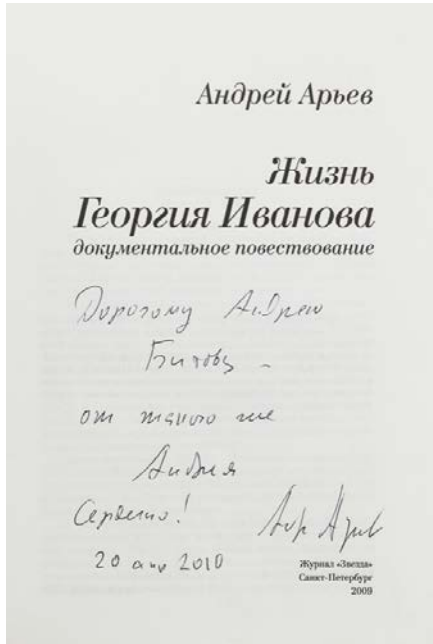 Андрей Арьев
Жизнь
Георгия Иванова
документальное повествование
Дорогому Андрею
Битову –
от такого же
Андрея
Сердечно!
20 апр 2010
Журнал «Звезда»
Санкт-Петербург
2009